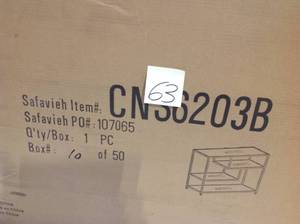 63
Safavieh Item#: CNS6203B
Safavieh PO#: 107065
Q'ty/Box: 1 PC
Box#: 10 of 50